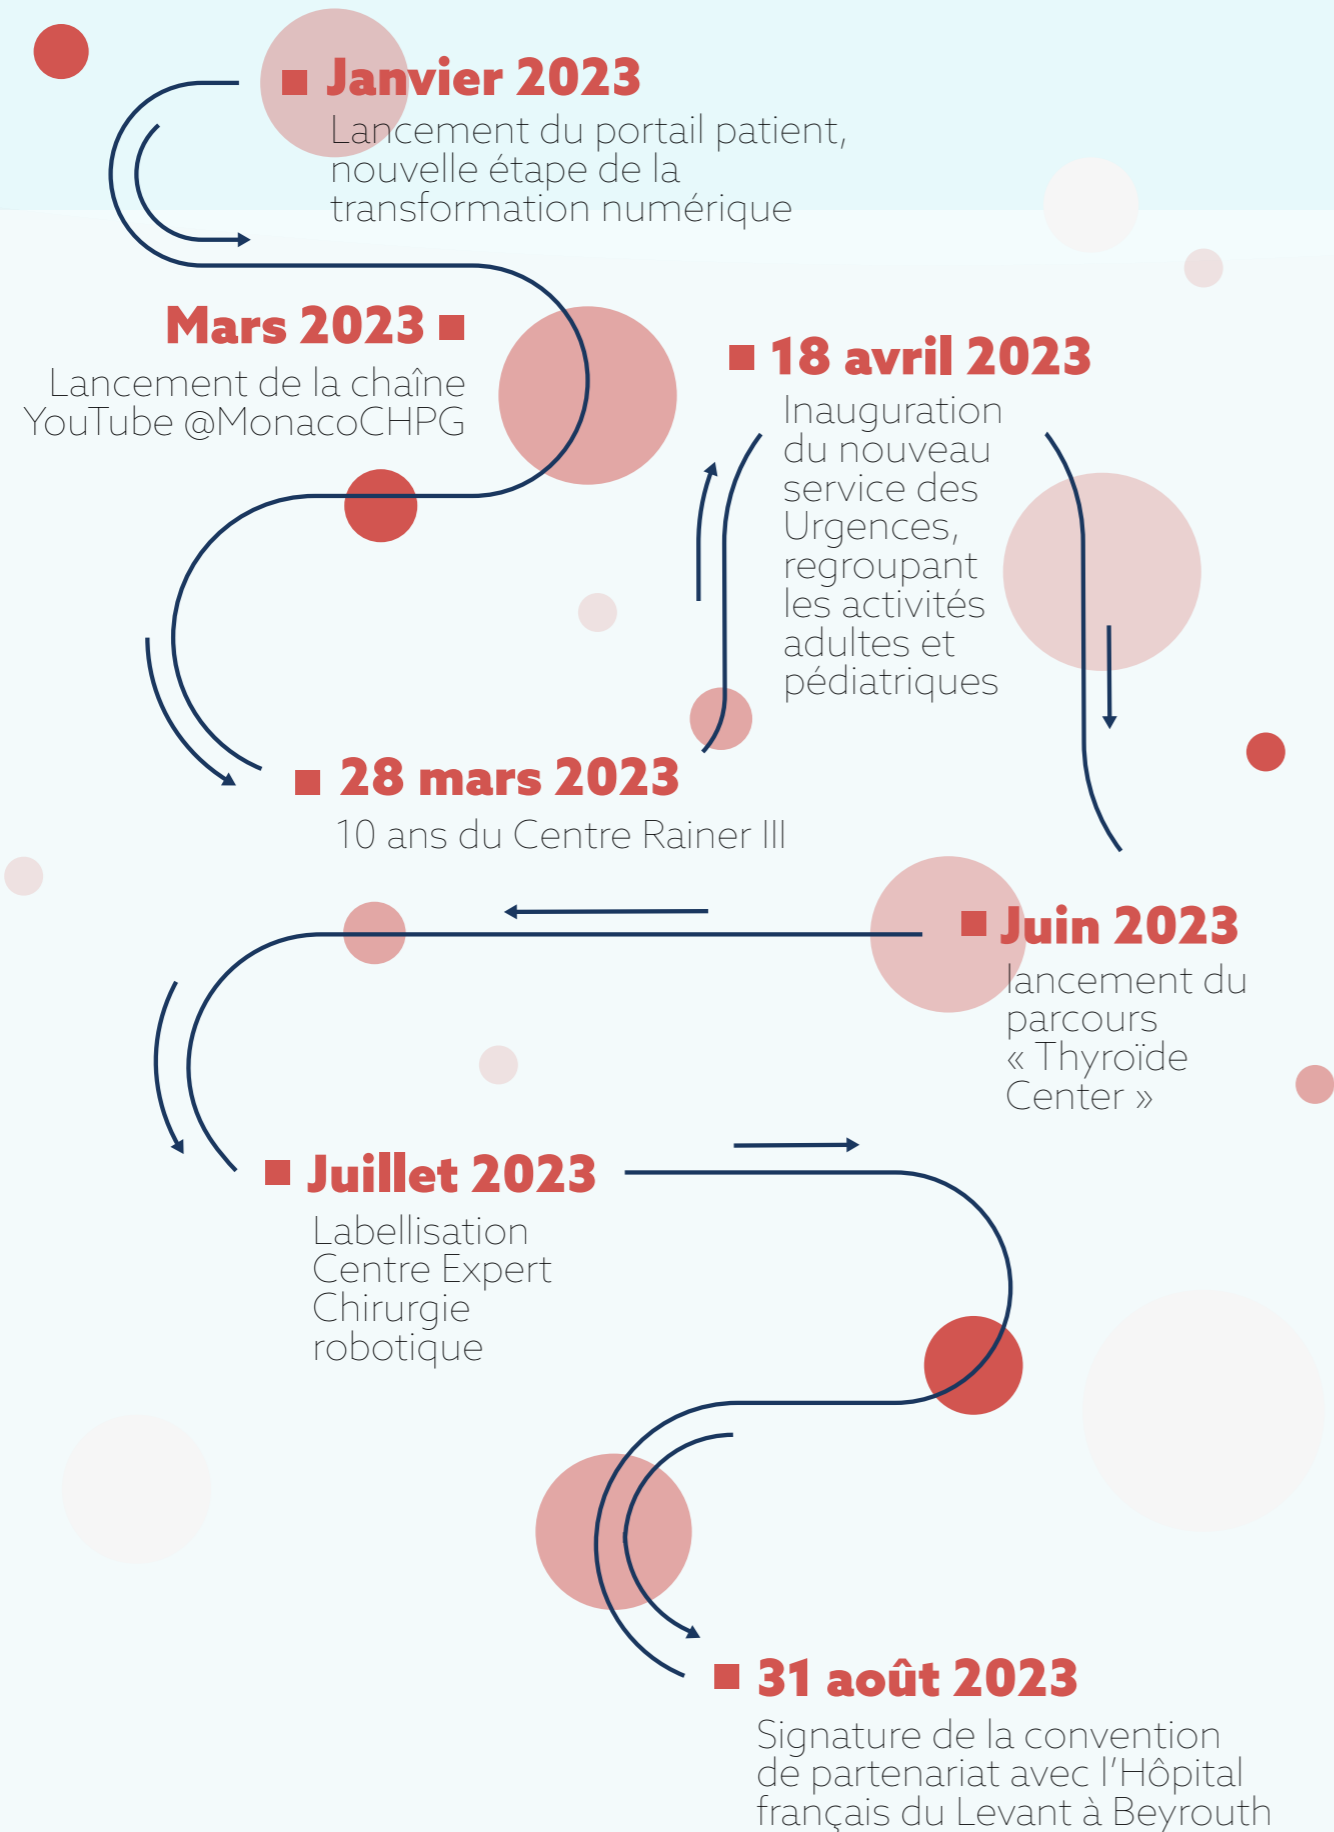 Janvier 2023
Lancement du portail patient,
nouvelle étape de la
transformation numérique
Mars 2023
Lancement de la chaîne
YouTube @MonacoCHPG
28 mars 2023
10 ans du Centre Rainer III
18 avril 2023
Inauguration
du nouveau
service des
Urgences,
regroupant
les activités
adultes et
pédiatriques
Juin 2023
lancement du
parcours
« Thyroïde
Center »
Juillet 2023
Labellisation
Centre Expert
Chirurgie
robotique
31 août 2023
Signature de la convention
de partenariat avec l’Hôpital
français du Levant à Beyrouth